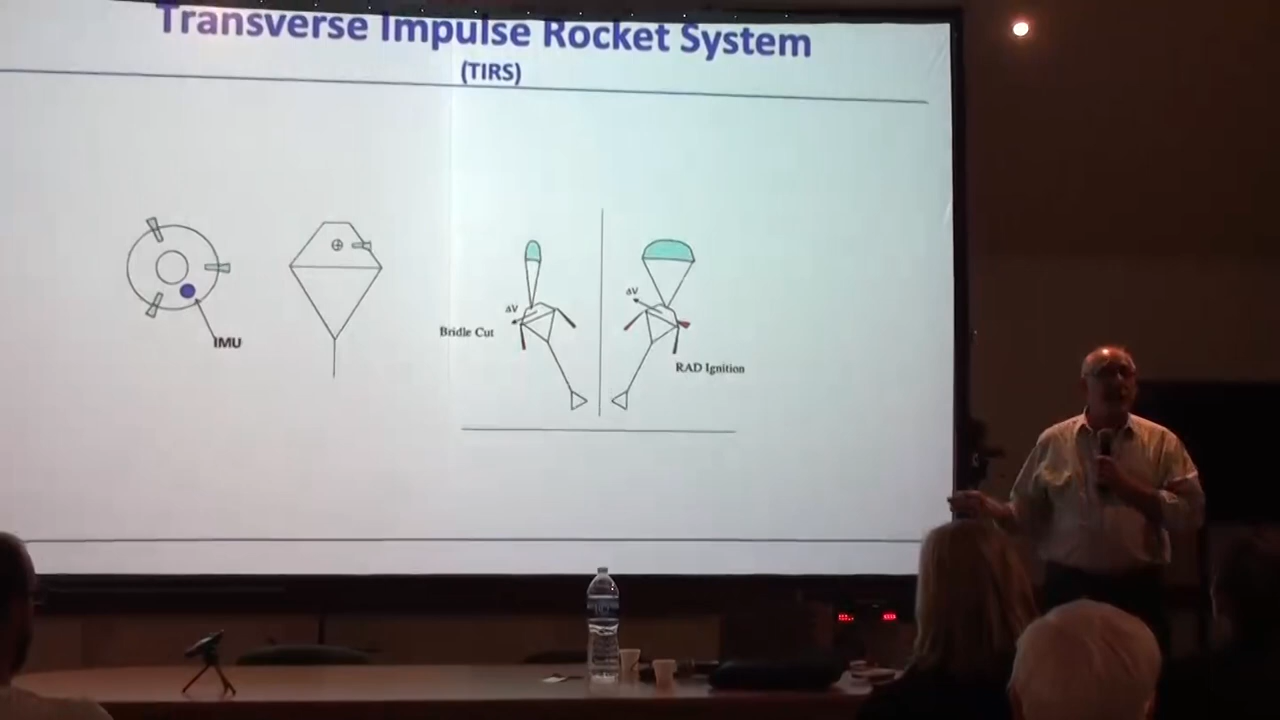 Transverse Impulse Rocket System
(TIRS)
IMU
ΔV
Bridle Cut
ΔV
RAD Ignition